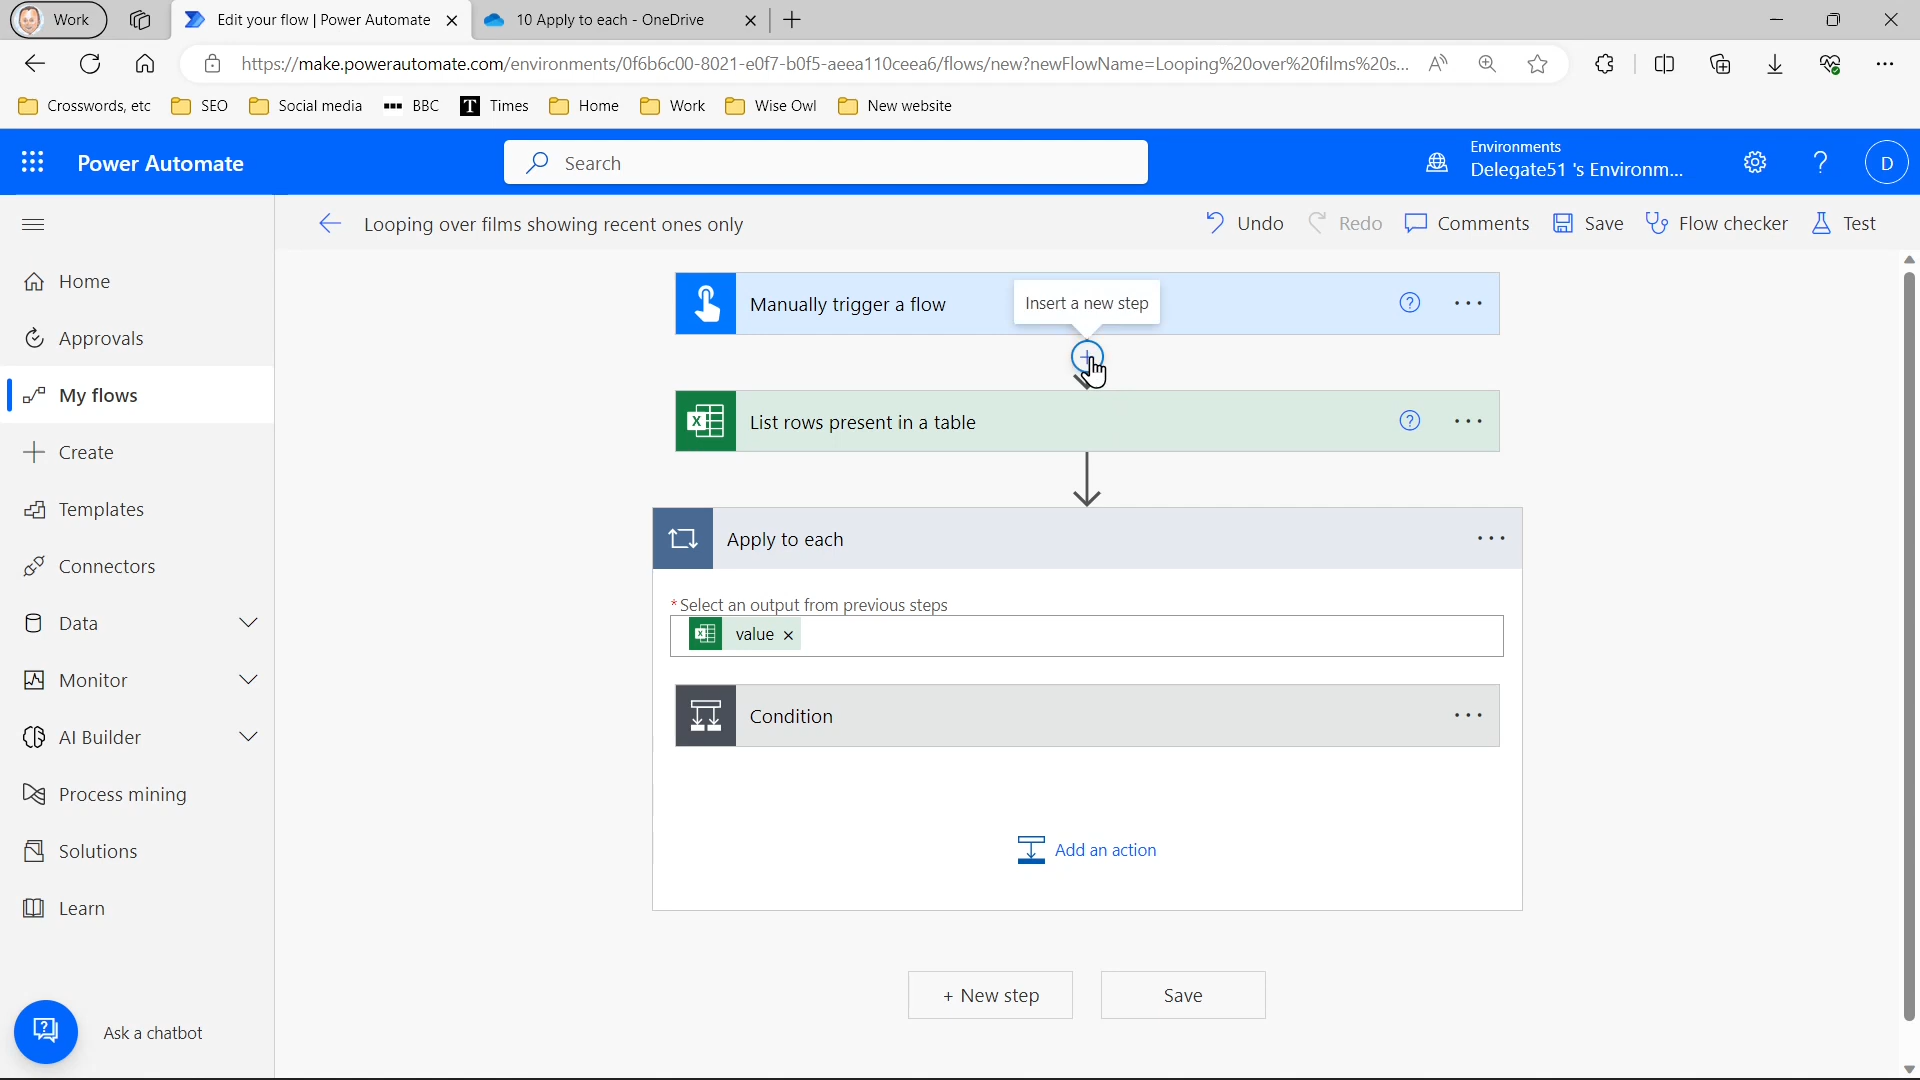 Work
Edit your flow | Power Automate
10 Apply to each - OneDrive
https://make.powerautomate.com/environments/0f6b6c00-8021-e0f7-b0f5-aeea110ceea6/flows/new?newFlowName=Looping%20over%20films%20s...
Crosswords, etc
SEO
Social media
BBC
T
Times
Home
Work
Wise Owl
New website
Power Automate
Search
Environments
Delegate51 's Environm...
?
D
Looping over films showing recent ones only
Undo
Redo
Comments
Save
Flow checker
Test
Home
Approvals
My flows
Create
Templates
Connectors
Data
Monitor
AI Builder
Process mining
Solutions
Learn
Ask a chatbot
Manually trigger a flow
Insert a new step
List rows present in a table
Apply to each
* Select an output from previous steps
value
Condition
Add an action
+ New step
Save